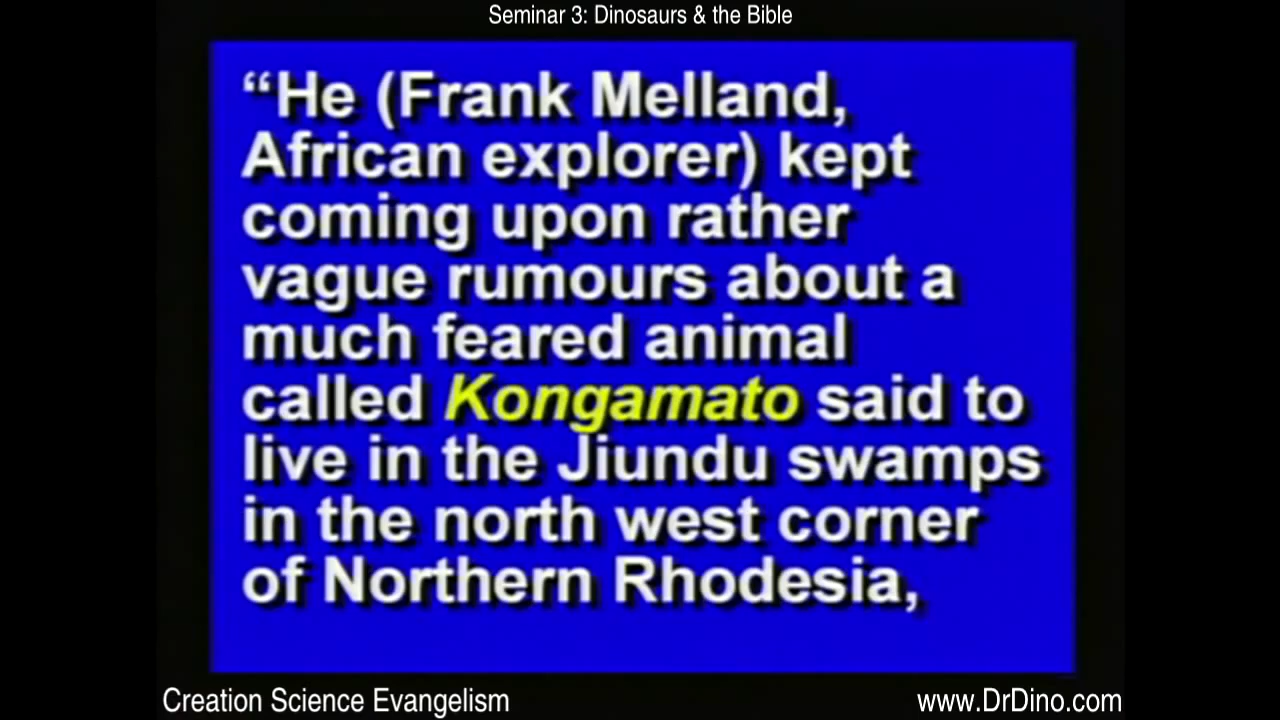 Seminar 3: Dinosaurs & the Bible
“He (Frank Melland,
African explorer) kept
coming upon rather
vague rumours about a
much feared animal
called Kongamato said to
live in the Jiundu swamps
in the north west corner
of Northern Rhodesia,
Creation Science Evangelism
www.DrDino.com